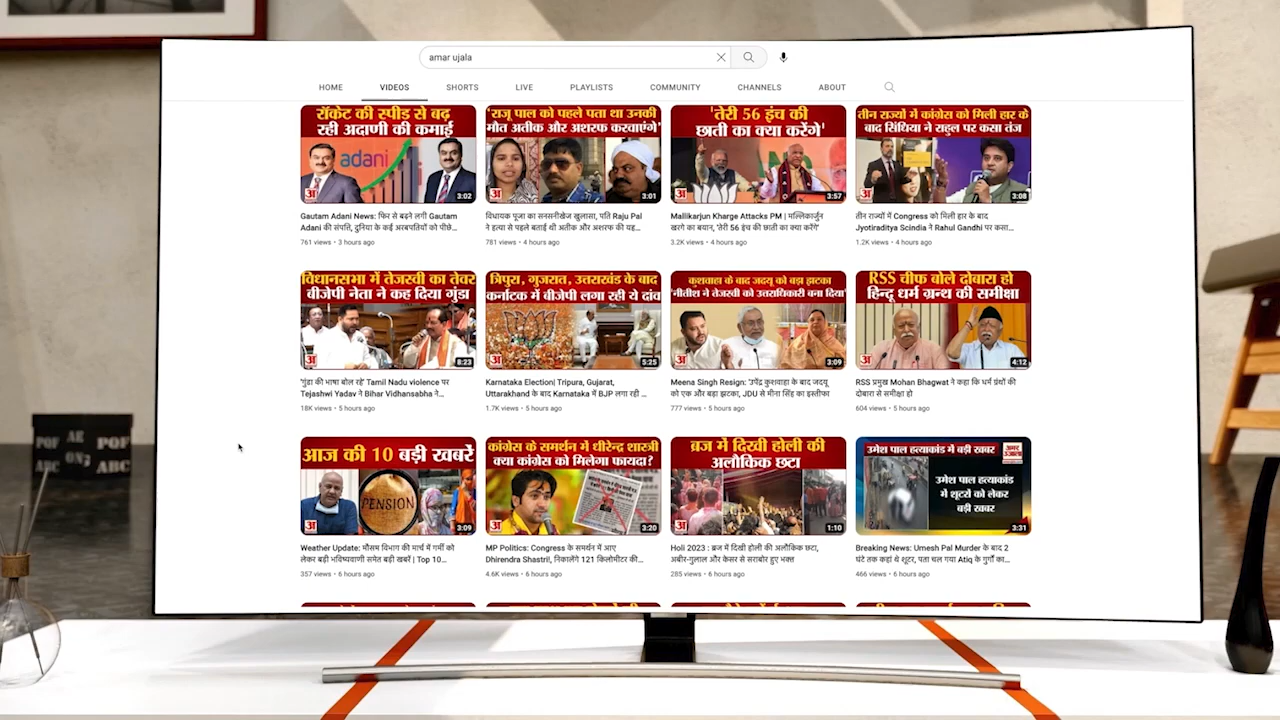 amar ujala
HOME VIDEOS SHORTS LIVE PLAYLISTS COMMUNITY CHANNELS ABOUT
रॉकेट की स्पीड से बढ़
रही अदाणी की कमाई
adani
अ
3:02
Gautam Adani News: फिर से बढ़ने लगी Gautam
Adani की संपत्ति, दुनिया के कई अरबपतियों को पीछे...
761 views • 3 hours ago
'राजू पाल को पहले पता था उनकी
मौत अतीक और अशरफ करवाएंगे'
अ
3:01
विधायक पूजा का सनसनीखेज खुलासा, पति Raju Pal
ने हत्या से पहले बताई थी अतीक और अशरफ की यह...
781 views • 4 hours ago
'तेरी 56 इंच की
छाती का क्या करेंगे'
अ
3:57
Mallikarjun Kharge Attacks PM | मल्लिकार्जुन
खरगे का बयान, 'तेरी 56 इंच की छाती का क्या करेंगे'
3.2K views • 4 hours ago
तीन राज्यों में कांग्रेस को मिली हार के
बाद सिंधिया ने राहुल पर कसा तंज
अ
3:08
तीन राज्यों में Congress को मिली हार के बाद
Jyotiraditya Scindia ने Rahul Gandhi पर कसा...
1.2K views • 4 hours ago
विधानसभा में तेजस्वी का तेवर
बीजेपी नेता ने कह दिया गुंडा
अ
8:23
'गुंडा की भाषा बोल रहे' Tamil Nadu violence पर
Tejashwi Yadav ने Bihar Vidhansabha ने...
18K views • 5 hours ago
त्रिपुरा, गुजरात, उत्तराखंड के बाद
कर्नाटक में बीजेपी लगा रही ये दांव
अ
5:25
Karnataka Election| Tripura, Gujarat,
Uttarakhand के बाद Karnataka में BJP लगा रही ...
1.7K views • 5 hours ago
कुशवाहा के बाद जदयू को बड़ा झटका
'नीतीश ने तेजस्वी को उत्तराधिकारी बना दिया'
अ
3:09
Meena Singh Resign: 'उपेंद्र कुशवाहा के बाद जदयू
को एक और बड़ा झटका, JDU से मीना सिंह का इस्तीफा
777 views • 5 hours ago
RSS चीफ बोले दोबारा हो
हिन्दू धर्म ग्रन्थ की समीक्षा
अ
4:12
RSS प्रमुख Mohan Bhagwat ने कहा कि धर्म ग्रंथों की
दोबारा से समीक्षा हो
604 views • 5 hours ago
आज की 10 बड़ी खबरें
PENSION
अ
3:09
Weather Update: मौसम विभाग की मार्च में गर्मी को
लेकर बड़ी भविष्यवाणी समेत बड़ी खबरें | Top 10...
357 views • 6 hours ago
कांग्रेस के समर्थन में धीरेन्द्र शास्त्री
क्या कांग्रेस को मिलेगा फायदा?
अ
3:20
MP Politics: Congress के समर्थन में आए
Dhirendra Shastri!, निकालेंगे 121 किलोमीटर की...
4.6K views • 6 hours ago
ब्रज में दिखी होली की
अलौकिक छटा
अ
1:10
Holi 2023 : ब्रज में दिखी होली की अलौकिक छटा,
अबीर-गुलाल और केसर से सराबोर हुए भक्त
285 views • 6 hours ago
उमेश पाल हत्याकांड में बड़ी खबर
अमर उजाला
उमेश पाल हत्याकांड
में शूटरों को लेकर
बड़ी खबर
3:31
Breaking News: Umesh Pal Murder के बाद 2
घंटे तक कहां थे शूटर, पता चल गया Atiq के गुर्गों का...
466 views • 6 hours ago